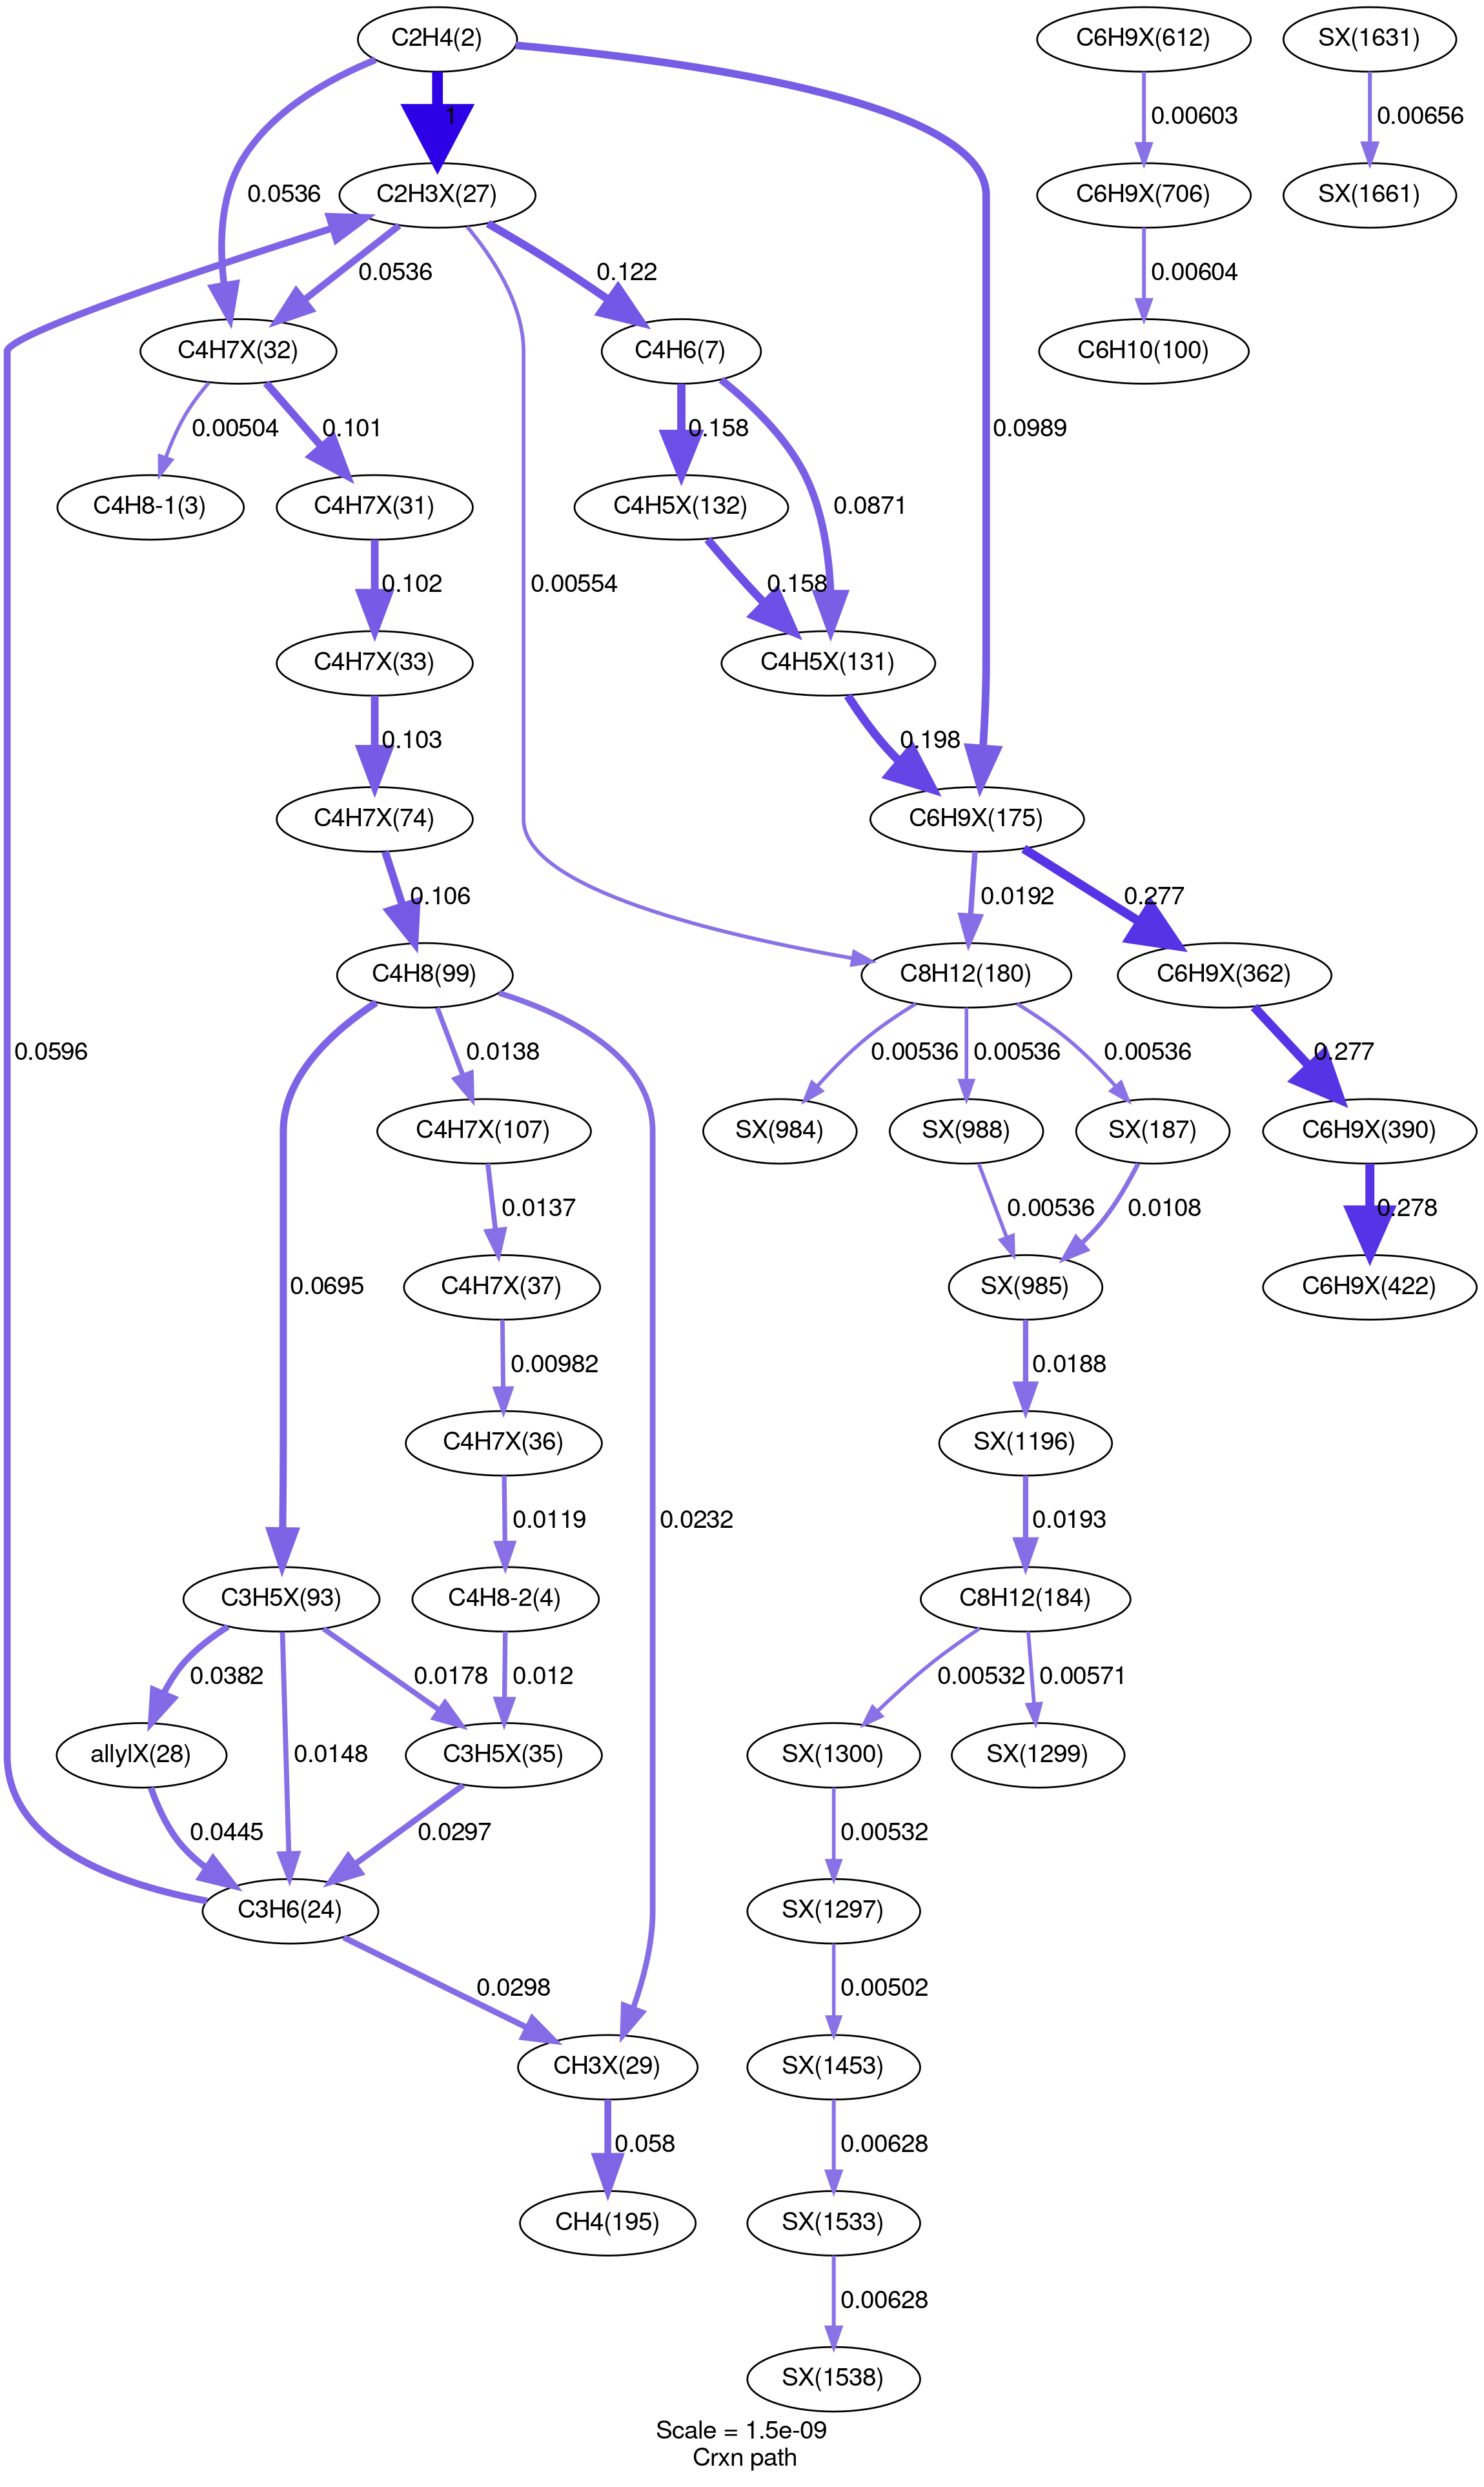 C2H4(2)
C6H9X(612)
SX(1631)
1
0.00603
0.00656
0.0536
C2H3X(27)
C6H9X(706)
SX(1661)
0.0536
0.122
0.00604
C4H7X(32)
C4H6(7)
C6H10(100)
0.00504
0.101
0.158
0.0871
0.0989
C4H8-1(3)
C4H7X(31)
C4H5X(132)
0.102
0.00554
0.158
C4H7X(33)
C4H5X(131)
0.103
0.198
C4H7X(74)
C6H9X(175)
0.106
0.0192
0.277
C4H8(99)
C8H12(180)
C6H9X(362)
0.0596
0.0138
0.00536
0.00536
0.00536
0.277
C4H7X(107)
SX(984)
SX(988)
SX(187)
C6H9X(390)
0.0137
0.00536
0.0108
0.278
0.0695
C4H7X(37)
SX(985)
C6H9X(422)
0.00982
0.0188
C4H7X(36)
SX(1196)
0.0119
0.0232
0.0193
C3H5X(93)
C4H8-2(4)
C8H12(184)
0.0382
0.0178
0.012
0.00532
0.00571
allylX(28)
0.0148
C3H5X(35)
SX(1300)
SX(1299)
0.0445
0.0297
0.00532
C3H6(24)
SX(1297)
0.0298
0.00502
CH3X(29)
SX(1453)
0.058
0.00628
CH4(195)
SX(1533)
0.00628
SX(1538)
Scale = 1.5e-09
Crxn path